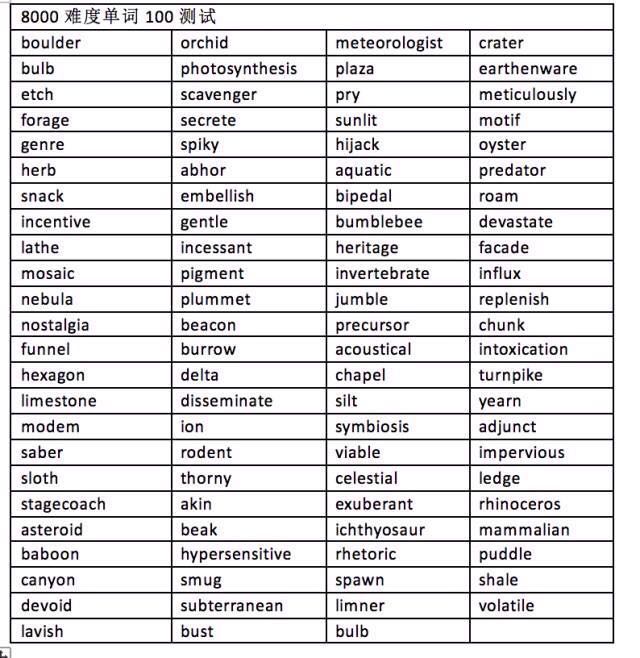 8000 难度单词 100 测试
boulder orchid meteorologist crater
bulb photosynthesis plaza earthenware
etch scavenger pry meticulously
forage secrete sunlit motif
genre spiky hijack oyster
herb abhor aquatic predator
snack embellish bipedal roam
incentive gentle bumblebee devastate
lathe incessant heritage facade
mosaic pigment invertebrate influx
nebula plummet jumble replenish
nostalgia beacon precursor chunk
funnel burrow acoustical intoxication
hexagon delta chapel turnpike
limestone disseminate silt yearn
modem ion symbiosis adjunct
saber rodent viable impervious
sloth thorny celestial ledge
stagecoach akin exuberant rhinoceros
asteroid beak ichthyosaur mammalian
baboon hypersensitive rhetoric puddle
canyon smug spawn shale
devoid subterranean limner volatile
lavish bust bulb